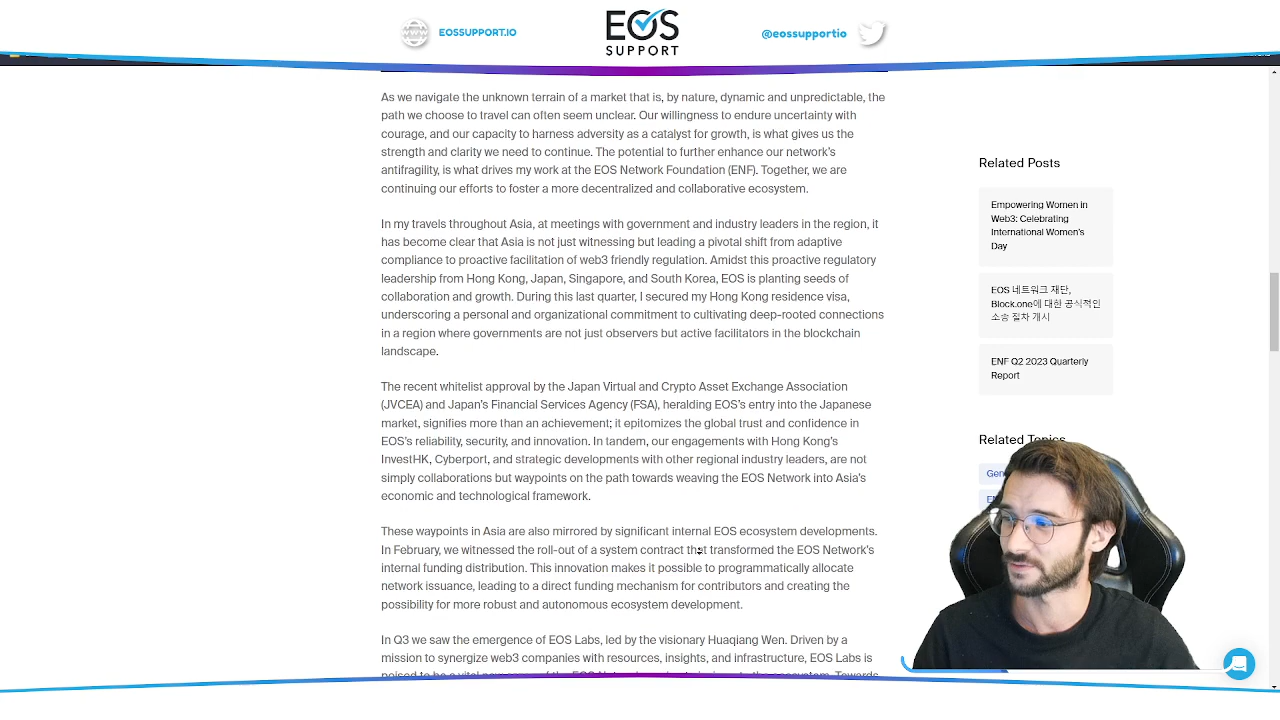 EOSSUPPORT.IO
EOS
SUPPORT
@eossupportio
As we navigate the unknown terrain of a market that is, by nature, dynamic and unpredictable, the
path we choose to travel can often seem unclear. Our willingness to endure uncertainty with
courage, and our capacity to harness adversity as a catalyst for growth, is what gives us the
strength and clarity we need to continue. The potential to further enhance our network's
antifragility, is what drives my work at the EOS Network Foundation (ENF). Together, we are
continuing our efforts to foster a more decentralized and collaborative ecosystem.
In my travels throughout Asia, at meetings with government and industry leaders in the region, it
has become clear that Asia is not just witnessing but leading a pivotal shift from adaptive
compliance to proactive facilitation of web3 friendly regulation. Amidst this proactive regulatory
leadership from Hong Kong, Japan, Singapore, and South Korea, EOS is planting seeds of
collaboration and growth. During this last quarter, I secured my Hong Kong residence visa,
underscoring a personal and organizational commitment to cultivating deep-rooted connections
in a region where governments are not just observers but active facilitators in the blockchain
landscape.
The recent whitelist approval by the Japan Virtual and Crypto Asset Exchange Association
(JVCEA) and Japan's Financial Services Agency (FSA), heralding EOS's entry into the Japanese
market, signifies more than an achievement; it epitomizes the global trust and confidence in
EOS's reliability, security, and innovation. In tandem, our engagements with Hong Kong's
InvestHK, Cyberport, and strategic developments with other regional industry leaders, are not
simply collaborations but waypoints on the path towards weaving the EOS Network into Asia's
economic and technological framework.
These waypoints in Asia are also mirrored by significant internal EOS ecosystem developments.
In February, we witnessed the roll-out of a system contract that transformed the EOS Network's
internal funding distribution. This innovation makes it possible to programmatically allocate
network issuance, leading to a direct funding mechanism for contributors and creating the
possibility for more robust and autonomous ecosystem development.
In Q3 we saw the emergence of EOS Labs, led by the visionary Huaqiang Wen. Driven by a
mission to synergize web3 companies with resources, insights, and infrastructure, EOS Labs is
Related Posts
Empowering Women in
Web3: Celebrating
International Women's
Day
EOS 네트워크 재단,
Block.one에 대한 공식적인
소송 절차 개시
ENF Q2 2023 Quarterly
Report
Related Topics